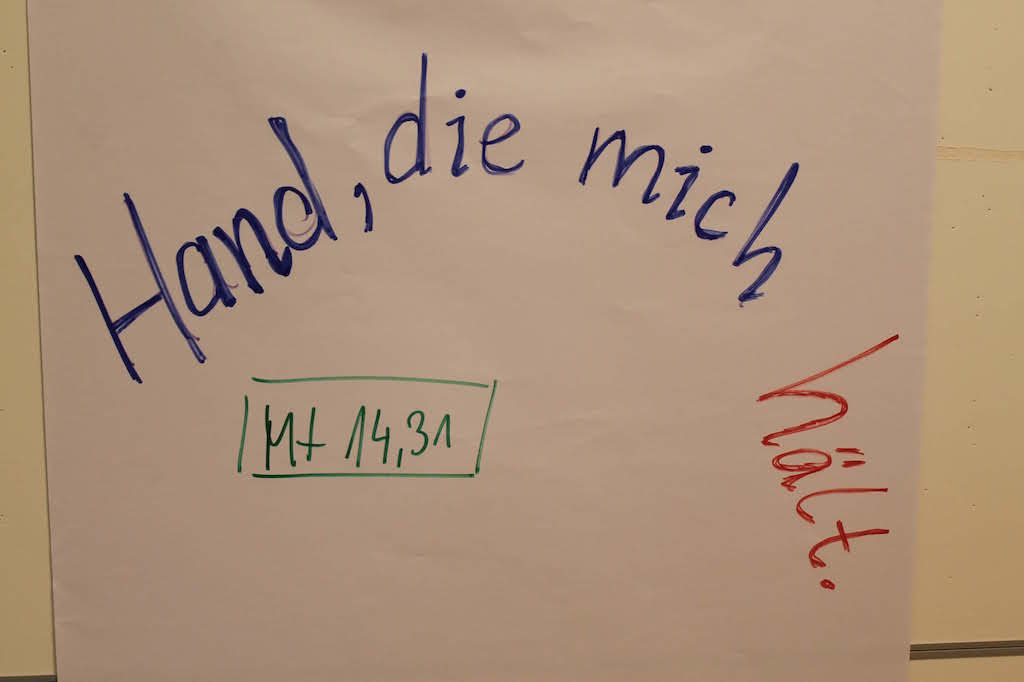 Hand, die mich hält.
Mt 14,31